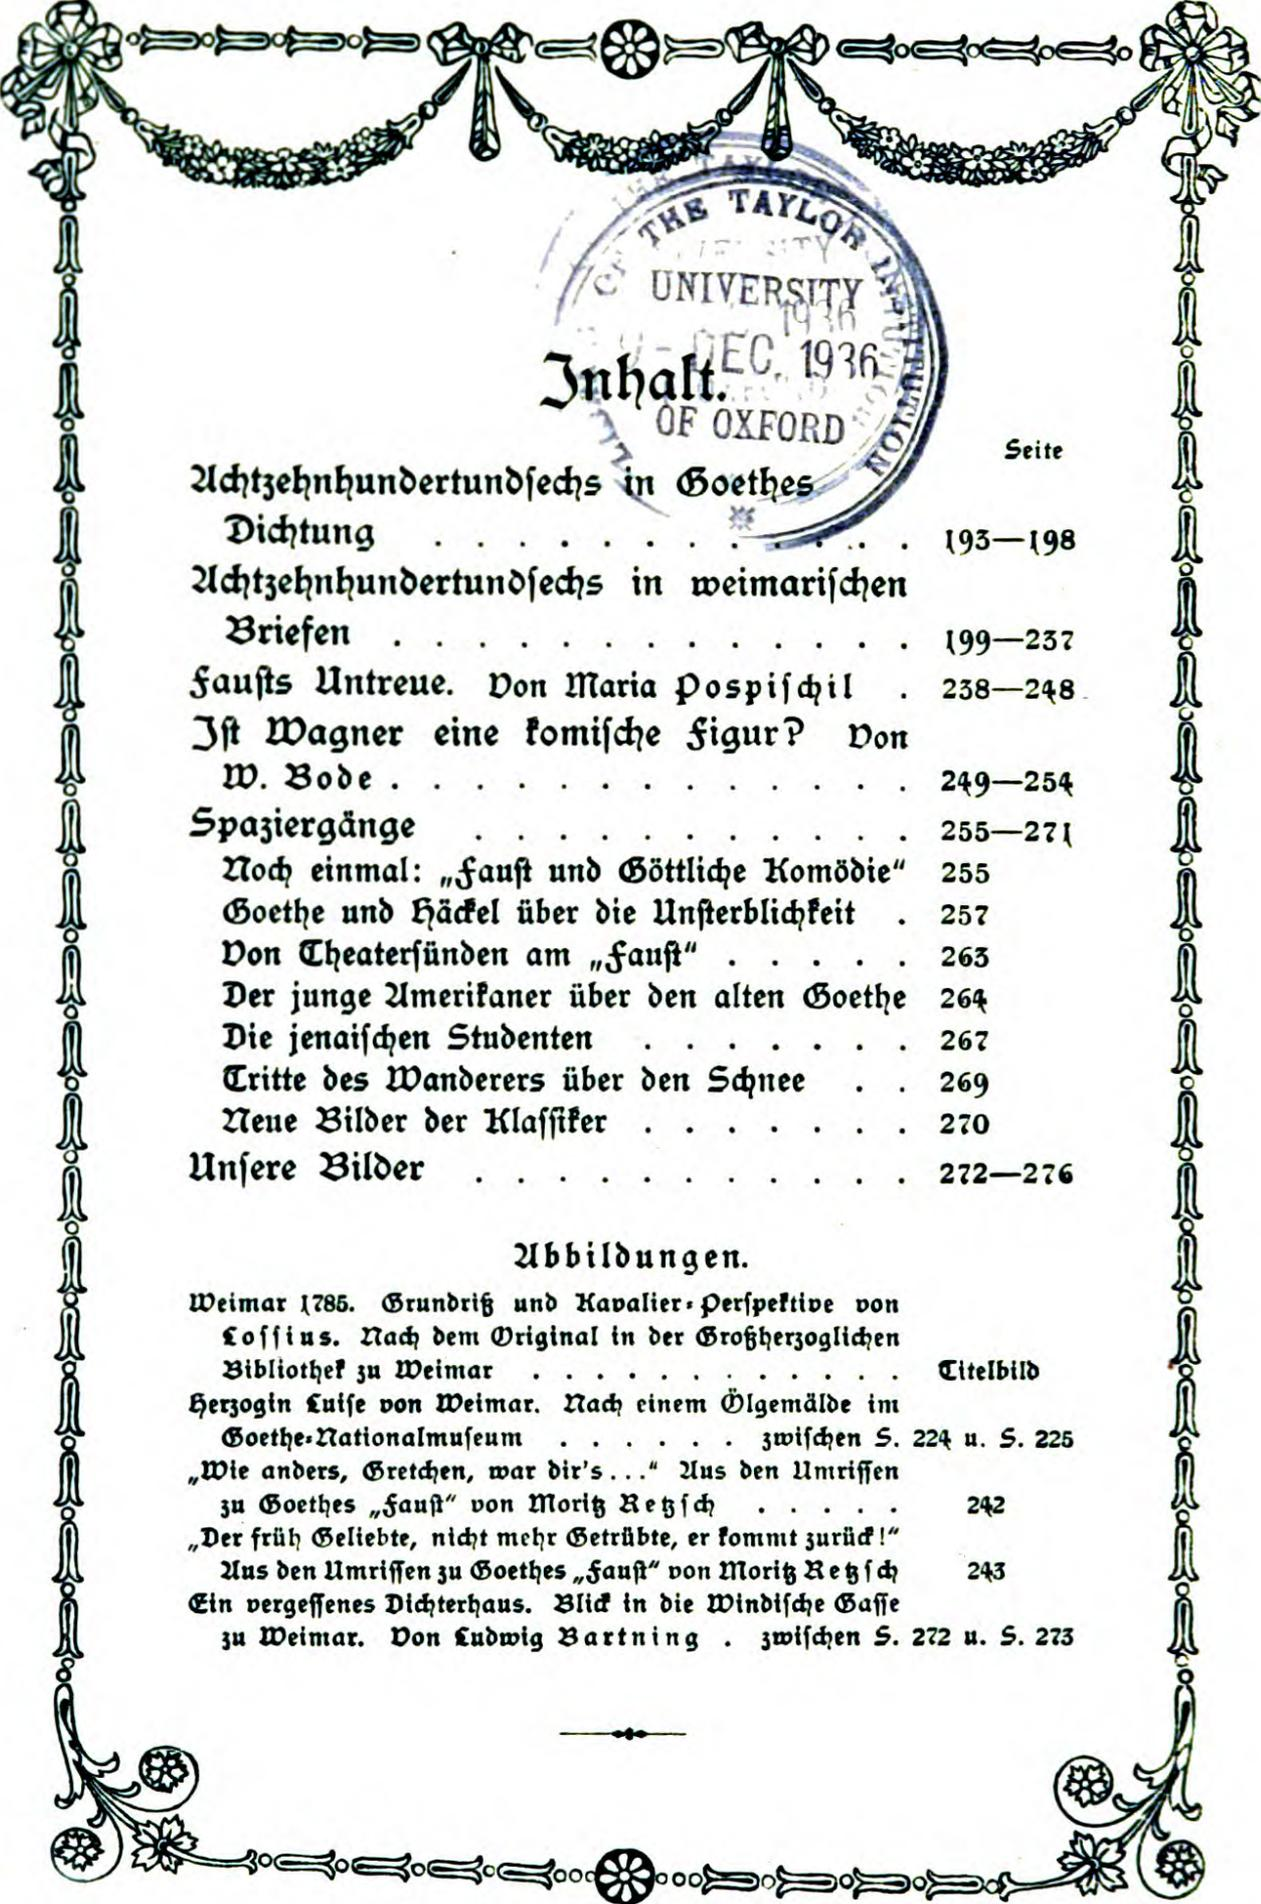 THE TAYLOR INSTITUTION
UNIVERSITY
DEC. 1936
OF OXFORD
Inhalt.
Seite
Achtzehnhundertundſechs in Goethes
Dichtung . . . . . . . . . . . . 193—198
Achtzehnhundertundſechs in weimariſchen
Briefen . . . . . . . . . . . . . 199—237
Fauſts Untreue. Von Maria Poſpiſchil . 238—248
Iſt Wagner eine komiſche Figur? Von
W. Bode . . . . . . . . . . . . . 249—254
Spaziergänge . . . . . . . . . . . 255—271
Noch einmal: „Fauſt und Göttliche Komödie“ 255
Goethe und Häckel über die Unſterblichkeit . 257
Von Theaterſünden am „Fauſt“ . . . . . 263
Der junge Amerikaner über den alten Goethe 264
Die jenaiſchen Studenten . . . . . . . 267
Tritte des Wanderers über den Schnee . . 269
Neue Bilder der Klaſſiker . . . . . . . 270
Unſere Bilder . . . . . . . . . . . 272—276
Abbildungen.
Weimar 1785. Grundriß und Kavalier-Perſpektive von
Loſſius. Nach dem Original in der Großherzoglichen
Bibliothek zu Weimar . . . . . . . . . . Titelbild
Herzogin Luiſe von Weimar. Nach einem Ölgemälde im
Goethe-Nationalmuſeum . . . . . . zwiſchen S. 224 u. S. 225
„Wie anders, Gretchen, war dir's...“ Aus den Umriſſen
zu Goethes „Fauſt“ von Moritz Retzſch . . . . . 242
„Der früh Geliebte, nicht mehr Getrübte, er kommt zurück!“
Aus den Umriſſen zu Goethes „Fauſt“ von Moritz Retzſch 243
Ein vergeſſenes Dichterhaus. Blick in die Windiſche Gaſſe
zu Weimar. Von Ludwig Bartning . zwiſchen S. 272 u. S. 273